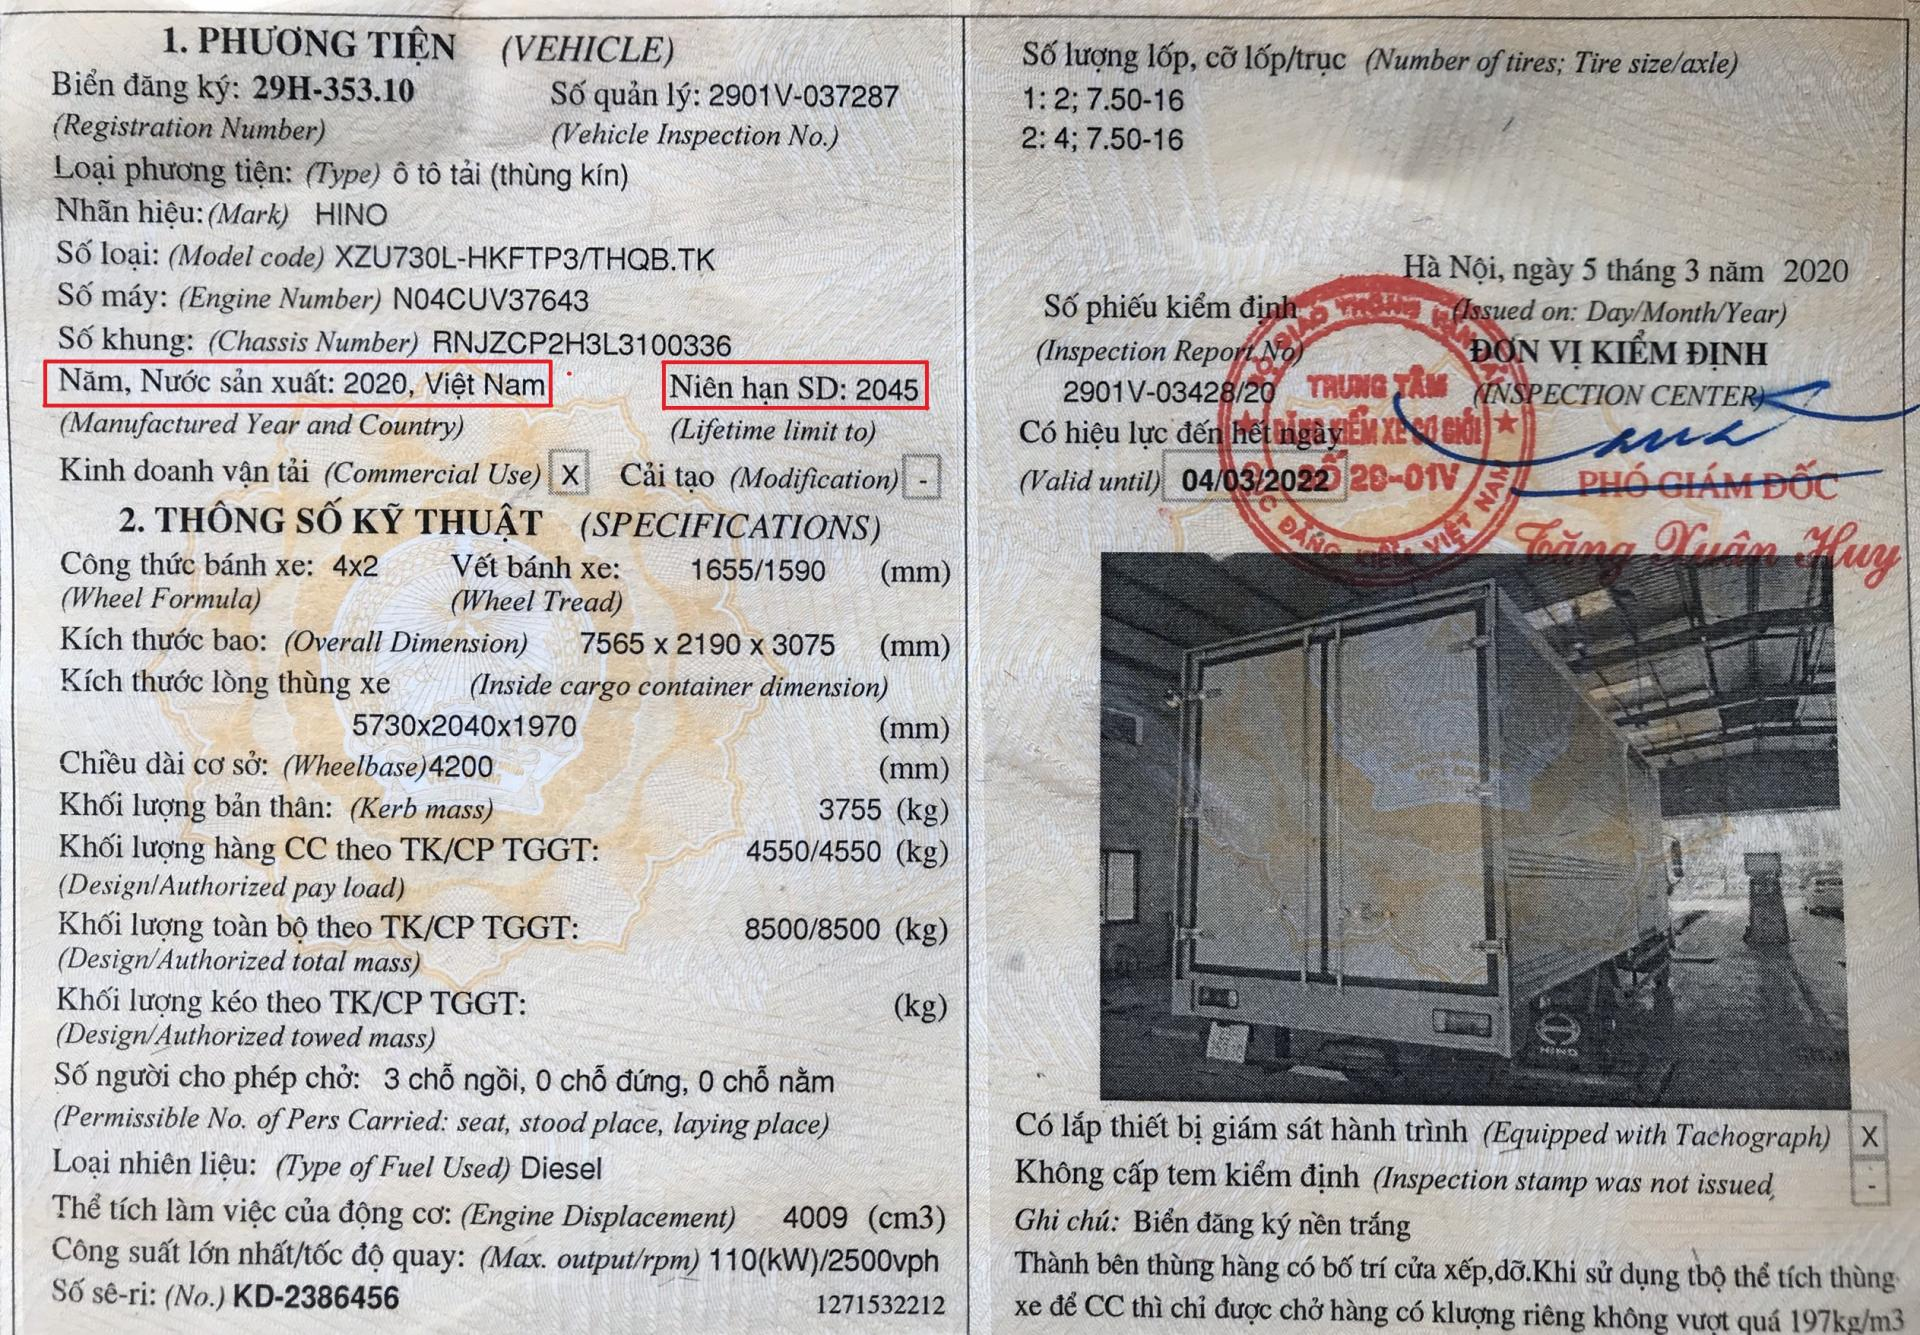 1. PHƯƠNG TIỆN (VEHICLE)
Biển đăng ký: 29H-353.10 Số quản lý: 2901V-037287
(Registration Number) (Vehicle Inspection No.)
Loại phương tiện: (Type) ô tô tải (thùng kín)
Nhãn hiệu: (Mark) HINO
Số loại: (Model code) XZU730L-HKFTP3/THQB.TK
Số máy: (Engine Number) N04CUV37643
Số khung: (Chassis Number) RNJZCP2H3L3100336
Năm, Nước sản xuất: 2020, Việt Nam Niên hạn SD: 2045
(Manufactured Year and Country) (Lifetime limit to)
Kinh doanh vận tải (Commercial Use) X Cải tạo (Modification) -
2. THÔNG SỐ KỸ THUẬT (SPECIFICATIONS)
Công thức bánh xe: 4x2 Vết bánh xe: 1655/1590 (mm)
(Wheel Formula) (Wheel Tread)
Kích thước bao: (Overall Dimension) 7565 x 2190 x 3075 (mm)
Kích thước lòng thùng xe (Inside cargo container dimension)
5730x2040x1970 (mm)
Chiều dài cơ sở: (Wheelbase) 4200 (mm)
Khối lượng bản thân: (Kerb mass) 3755 (kg)
Khối lượng hàng CC theo TK/CP TGGT: 4550/4550 (kg)
(Design/Authorized pay load)
Khối lượng toàn bộ theo TK/CP TGGT: 8500/8500 (kg)
(Design/Authorized total mass)
Khối lượng kéo theo TK/CP TGGT: (kg)
(Design/Authorized towed mass)
Số người cho phép chở: 3 chỗ ngồi, 0 chỗ đứng, 0 chỗ nằm
(Permissible No. of Pers Carried: seat, stood place, laying place)
Loại nhiên liệu: (Type of Fuel Used) Diesel
Thể tích làm việc của động cơ: (Engine Displacement) 4009 (cm3)
Công suất lớn nhất/tốc độ quay: (Max. output/rpm) 110(kW)/2500vph
Số sê-ri: (No.) KD-2386456 1271532212
Số lượng lốp, cỡ lốp/trục (Number of tires; Tire size/axle)
1: 2; 7.50-16
2: 4; 7.50-16
Hà Nội, ngày 5 tháng 3 năm 2020
Số phiếu kiểm định (Issued on: Day/Month/Year)
(Inspection Report No) ĐƠN VỊ KIỂM ĐỊNH
2901V-03428/20 (INSPECTION CENTER)
Có hiệu lực đến hết ngày
(Valid until) 04/03/2022
TRUNG TÂM
ĐĂNG KIỂM XE CƠ GIỚI
SỐ 29-01V
CỤC ĐĂNG KIỂM VIỆT NAM
PHÓ GIÁM ĐỐC
Tăng Xuân Huy
HINO
Có lắp thiết bị giám sát hành trình (Equipped with Tachograph) X
Không cấp tem kiểm định (Inspection stamp was not issued -
Ghi chú: Biển đăng ký nền trắng
Thành bên thùng hàng có bố trí cửa xếp,dỡ.Khi sử dụng tbộ thể tích thùng
xe để CC thì chỉ được chở hàng có klượng riêng không vượt quá 197kg/m3